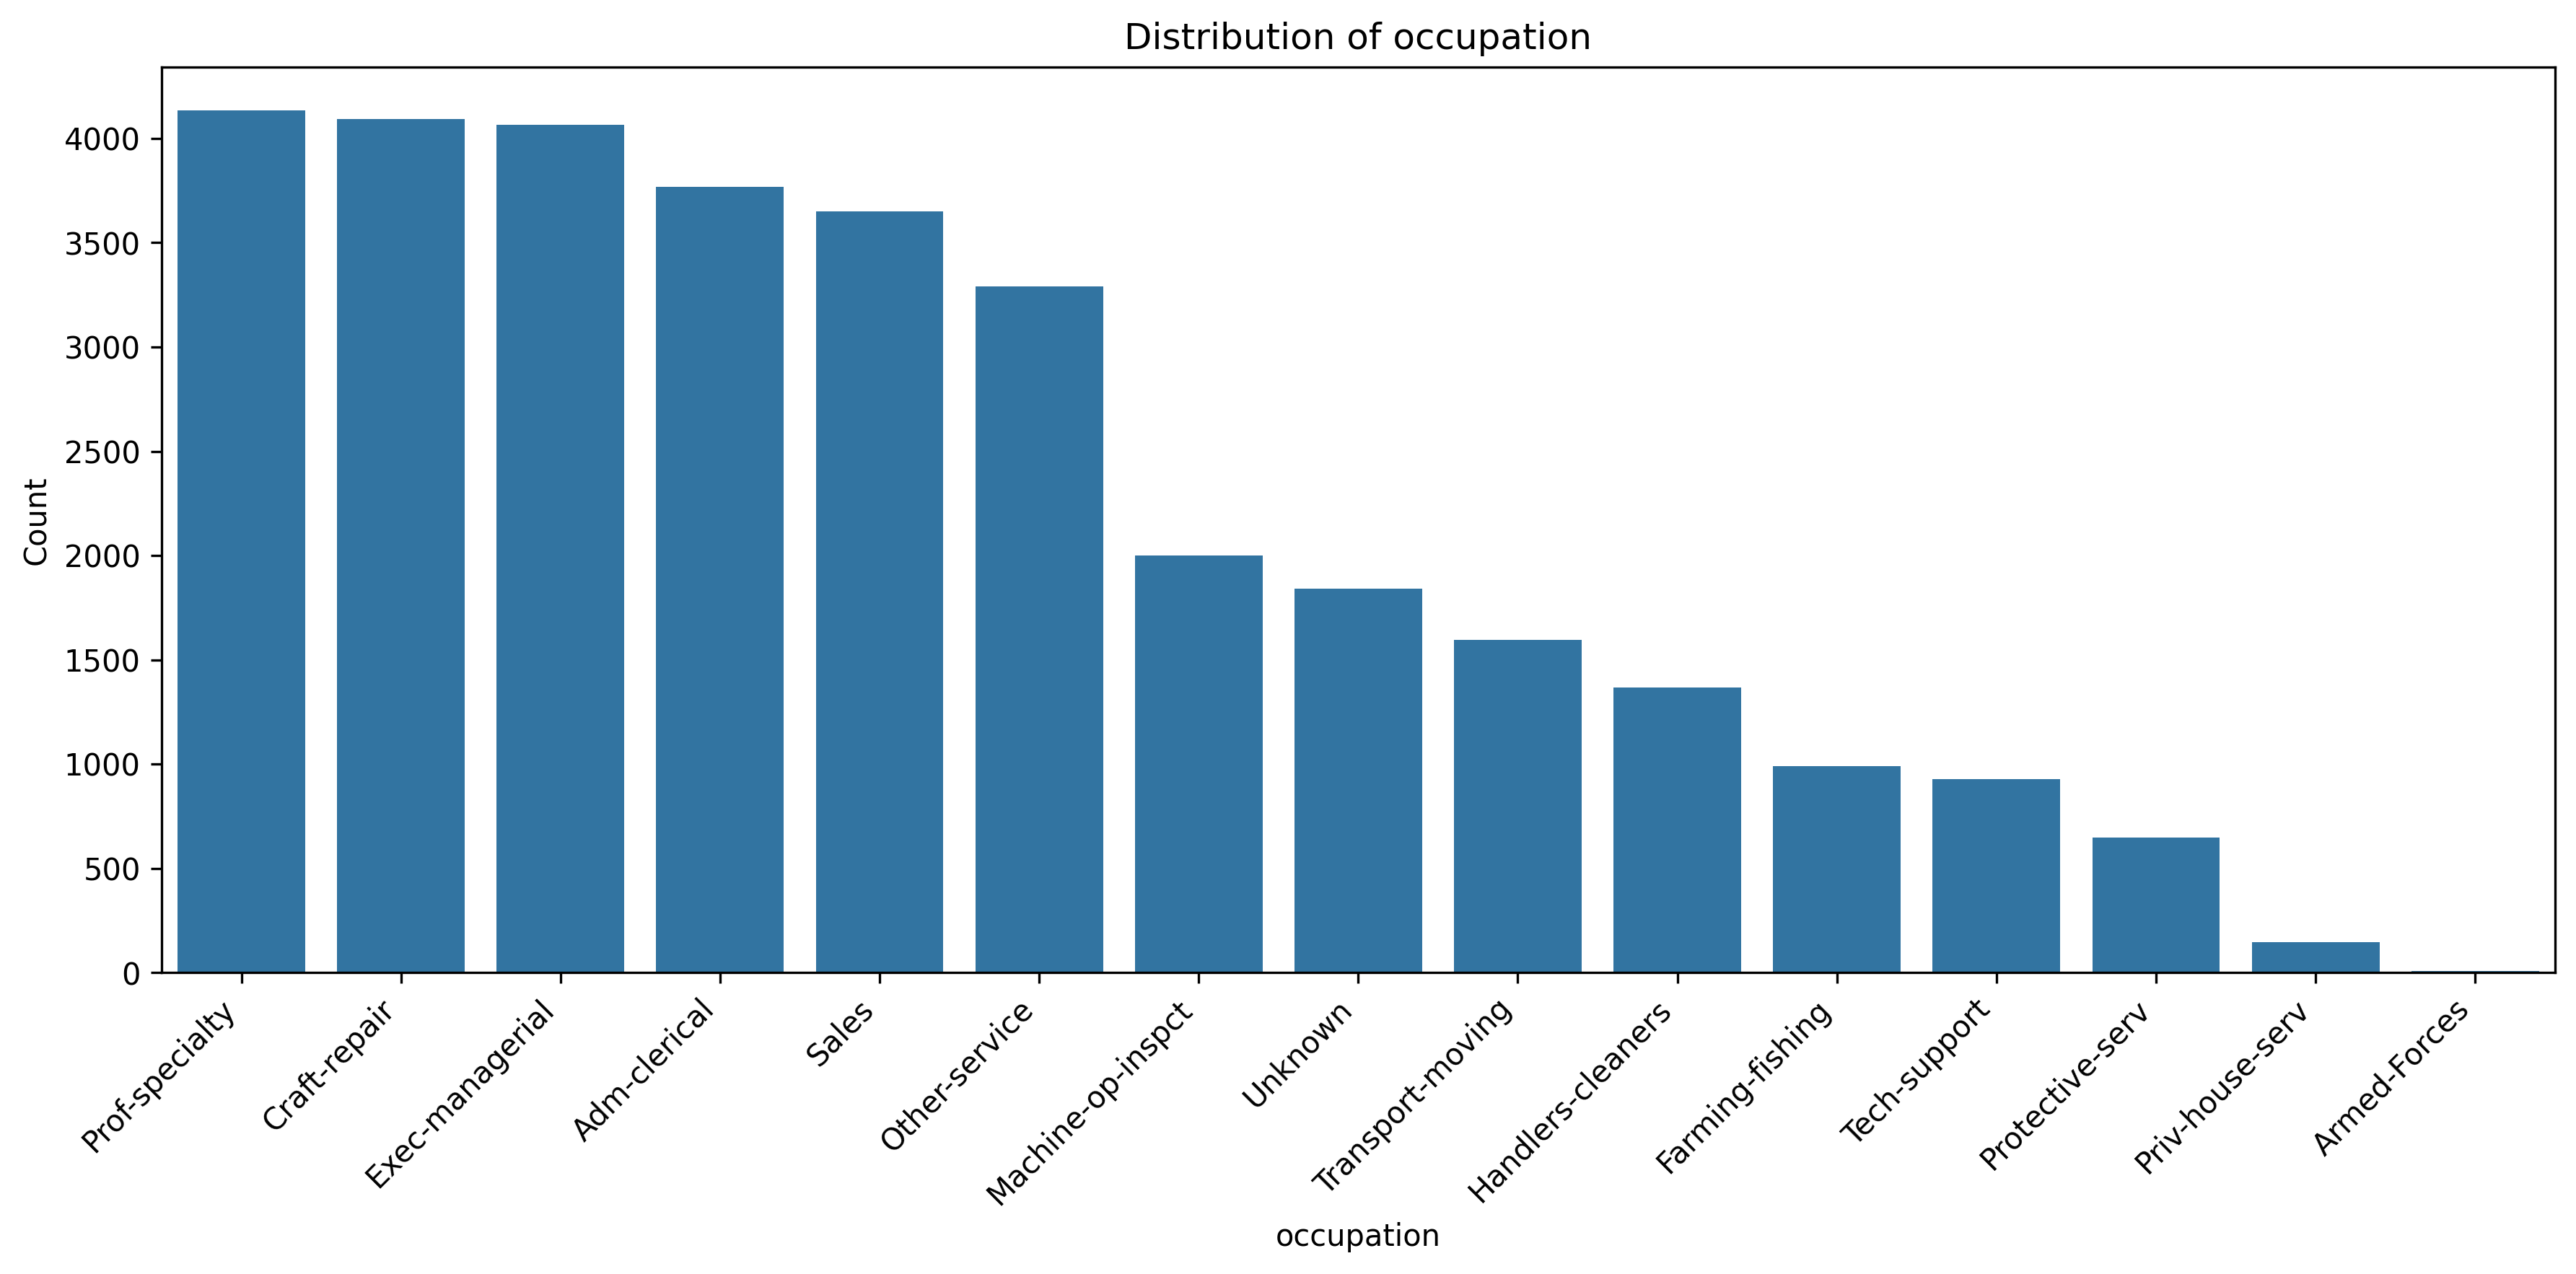 Distribution of occupation
Count
4000
3500
3000
2500
2000
1500
1000
500
0
Prof-specialty
Craft-repair
Exec-managerial
Adm-clerical
Sales
Other-service
Machine-op-inspct
Unknown
Transport-moving
Handlers-cleaners
Farming-fishing
Tech-support
Protective-serv
Priv-house-serv
Armed-Forces
occupation